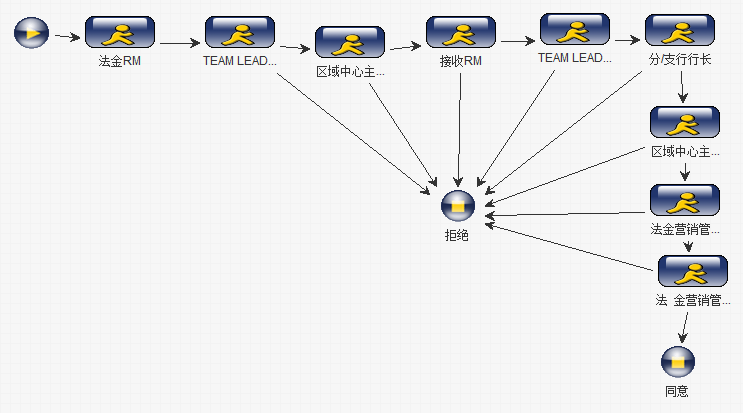 法金RM
TEAM LEAD...
区域中心主...
接收RM
TEAM LEAD...
分/支行行长
区域中心主...
法金营销管...
法 金营销管...
拒绝
同意